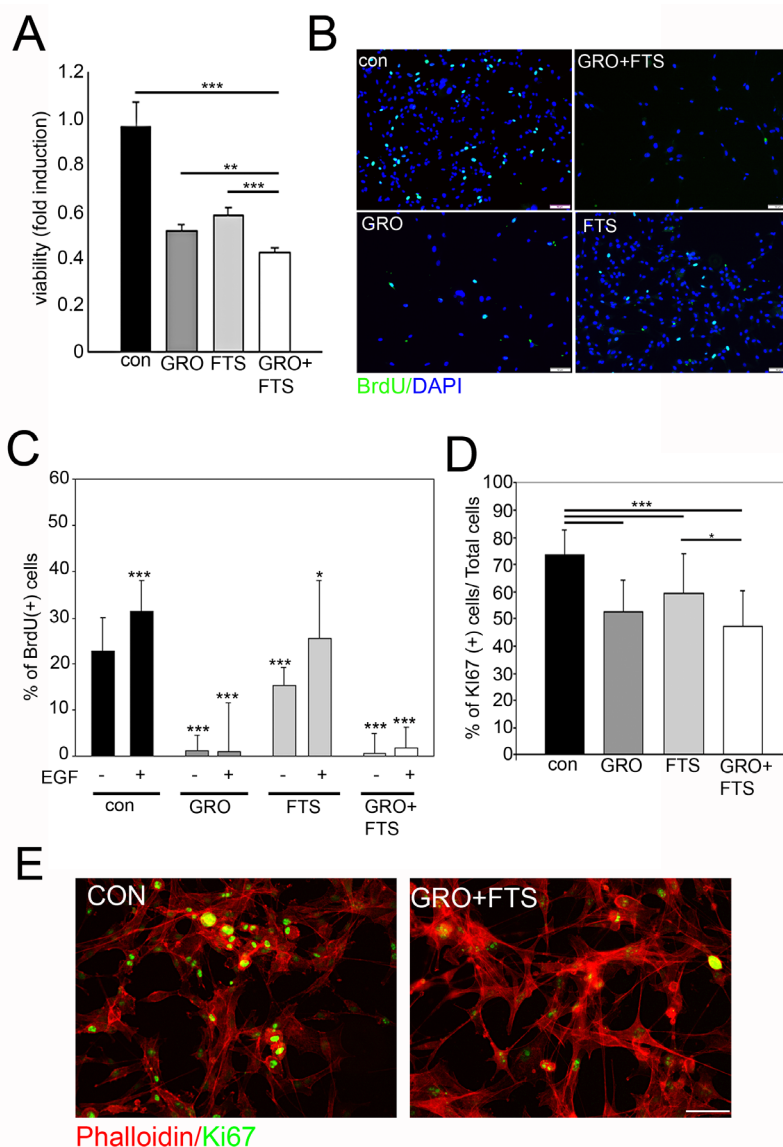 A
1.2
1.0
0.8
0.6
0.4
0.2
0
viability (fold induction)
***
**
***
con
GRO
FTS
GRO+
FTS
B
con
GRO+FTS
GRO
FTS
BrdU/DAPI
C
60
50
40
30
20
10
0
% of BrdU(+) cells
***
***
***
***
*
***
***
EGF - + - + - + - +
con
GRO
FTS
GRO+
FTS
D
100
90
80
70
60
50
40
30
20
10
0
% of KI67 (+) cells/ Total cells
***
*
con
GRO
FTS
GRO+
FTS
E
CON
GRO+FTS
Phalloidin/Ki67